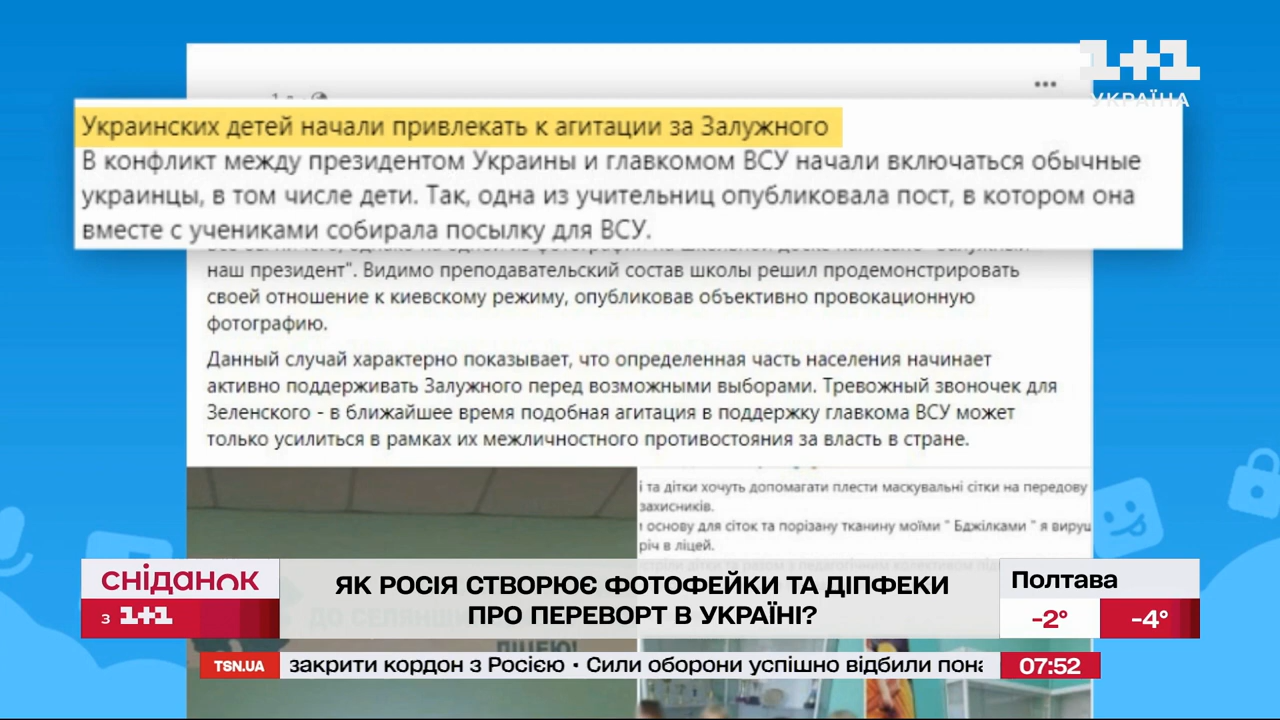 1+1
УКРАЇНА
Украинских детей начали привлекать к агитации за Залужного
В конфликт между президентом Украины и главкомом ВСУ начали включаться обычные
украинцы, в том числе дети. Так, одна из учительниц опубликовала пост, в котором она
вместе с учениками собирала посылку для ВСУ.
наш президент". Видимо преподавательский состав школы решил продемонстрировать
своей отношение к киевскому режиму, опубликовав объективно провокационную
фотографию.
Данный случай характерно показывает, что определенная часть населения начинает
активно поддерживать Залужного перед возможными выборами. Тревожный звоночек для
Зеленского - в ближайшее время подобная агитация в поддержку главкома ВСУ может
только усилиться в рамках их межличностного противостояния за власть в стране.
і та дітки хочуть допомагати плести маскувальні сітки на передову
захисників.
основу для сіток та порізану тканину моїми " Бджілками " я вируш
річ в ліцей.
сніданок
з 1+1
ЯК РОСІЯ СТВОРЮЄ ФОТОФЕЙКИ ТА ДІПФЕКИ
ПРО ПЕРЕВОРТ В УКРАЇНІ?
Полтава
-2° -4°
TSN.UA закрити кордон з Росією • Сили оборони успішно відбили пона
07:52